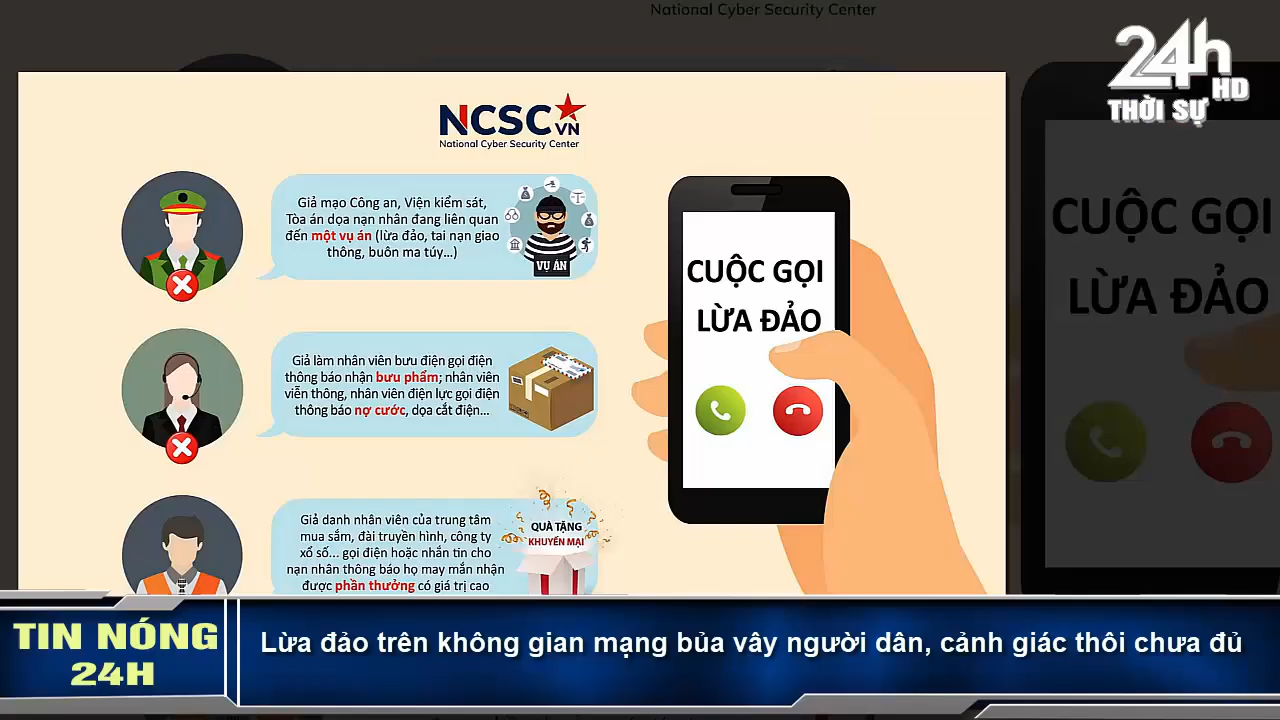 National Cyber Security Center
24h
HD
THỜI SỰ
NCSC
VN
National Cyber Security Center
Giả mạo Công an, Viện kiểm sát,
Tòa án dọa nạn nhân đang liên quan
đến một vụ án (lừa đảo, tai nạn giao
thông, buôn ma túy...)
VỤ ÁN
Giả làm nhân viên bưu điện gọi điện
thông báo nhận bưu phẩm; nhân viên
viễn thông, nhân viên điện lực gọi điện
thông báo nợ cước, dọa cắt điện...
Giả danh nhân viên của trung tâm
mua sắm, đài truyền hình, công ty
xổ số... gọi điện hoặc nhắn tin cho
nạn nhân thông báo họ may mắn nhận
được phần thưởng có giá trị cao
QUÀ TẶNG
KHUYẾN MẠI
CUỘC GỌI
LỪA ĐẢO
CUỘC GỌI
LỪA ĐẢO
TIN NÓNG
24H
Lừa đảo trên không gian mạng bủa vây người dân, cảnh giác thôi chưa đủ